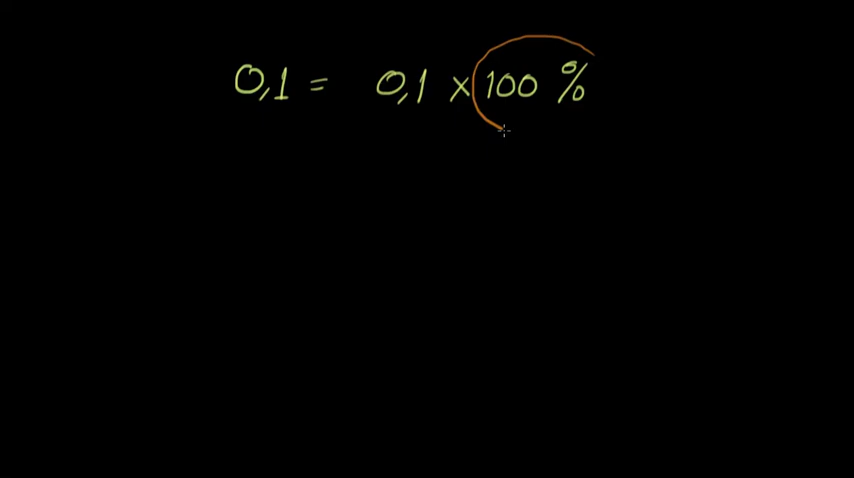 0,1 = 0,1 × 100 %